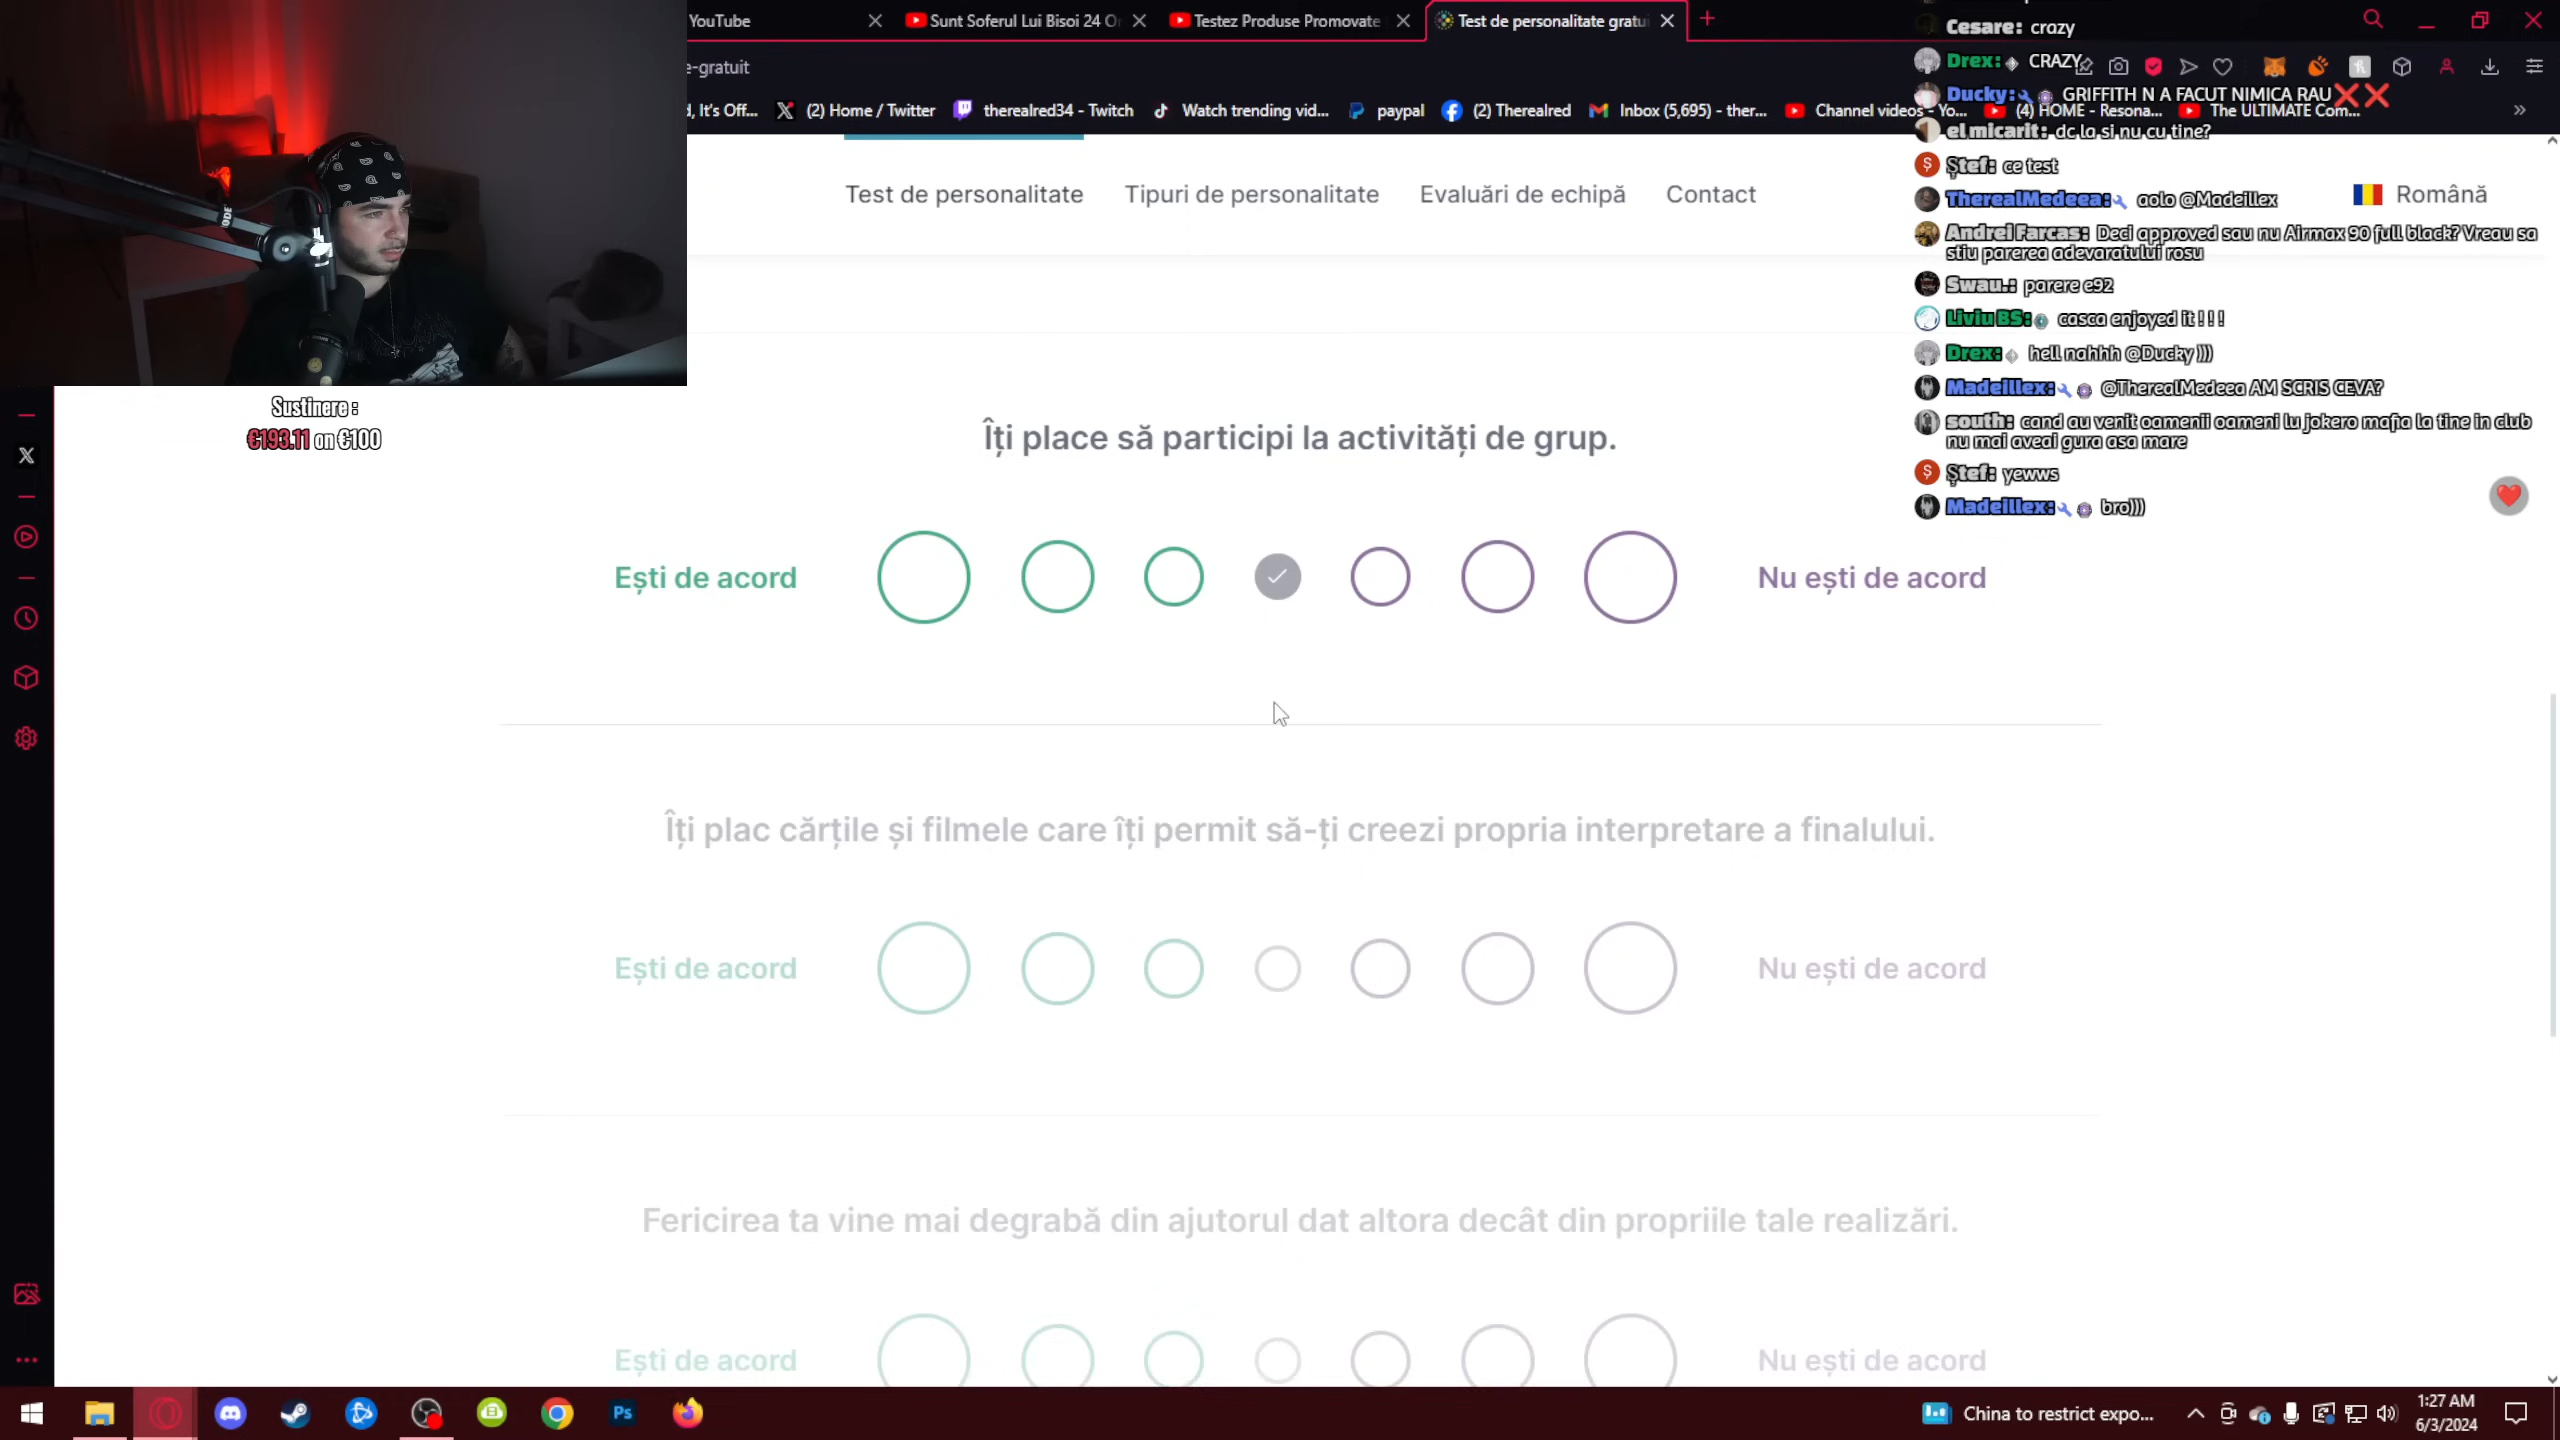 YouTube
Sunt Soferul Lui Bisoi 24 O
Testez Produse Promovate
Test de personalitate gratu
e-gratuit
d, It's Off...
(2) Home / Twitter
therealred34 - Twitch
Watch trending vid...
paypal
(2) Therealred
Inbox (5,695) - ther...
Channel videos - Yo...
(4) HOME - Resona...
The ULTIMATE Com...
Test de personalitate
Tipuri de personalitate
Evaluări de echipă
Contact
Română
Cesare: crazy
Drex: CRAZY
Ducky: GRIFFITH N A FACUT NIMICA RAU❌❌
el micarit: dc la si nu cu tine?
Ștef: ce test
TherealMedeea: aolo @Madeillex
Andrei Farcas: Deci approved sau nu Airmax 90 full black? Vreau sa
stiu parerea adevaratului rosu
Swau.: parere e92
Liviu BS: casca enjoyed it ! ! !
Drex: hell nahhh @Ducky )))
Madeillex: @TherealMedeea AM SCRIS CEVA?
south: cand au venit oamenii oameni lu jokero mafia la tine in club
nu mai aveai gura asa mare
Ștef: yewws
Madeillex: bro)))
Sustinere :
€193.11 on €100
Îți place să participi la activități de grup.
Ești de acord
Nu ești de acord
Îți plac cărțile și filmele care îți permit să-ți creezi propria interpretare a finalului.
Ești de acord
Nu ești de acord
Fericirea ta vine mai degrabă din ajutorul dat altora decât din propriile tale realizări.
Ești de acord
Nu ești de acord
Ps
China to restrict expo...
1:27 AM
6/3/2024